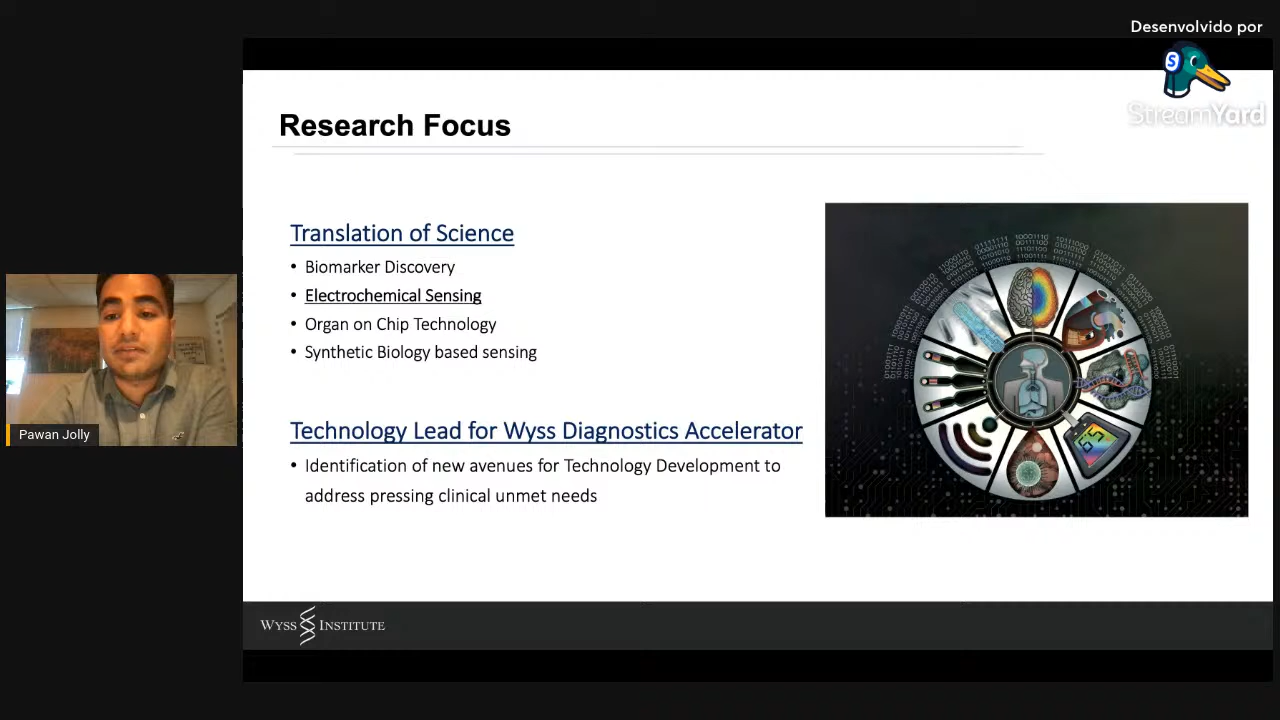 Desenvolvido por
StreamYard
Research Focus
Translation of Science
• Biomarker Discovery
• Electrochemical Sensing
• Organ on Chip Technology
• Synthetic Biology based sensing
Technology Lead for Wyss Diagnostics Accelerator
• Identification of new avenues for Technology Development to
address pressing clinical unmet needs
Pawan Jolly
WYSS INSTITUTE